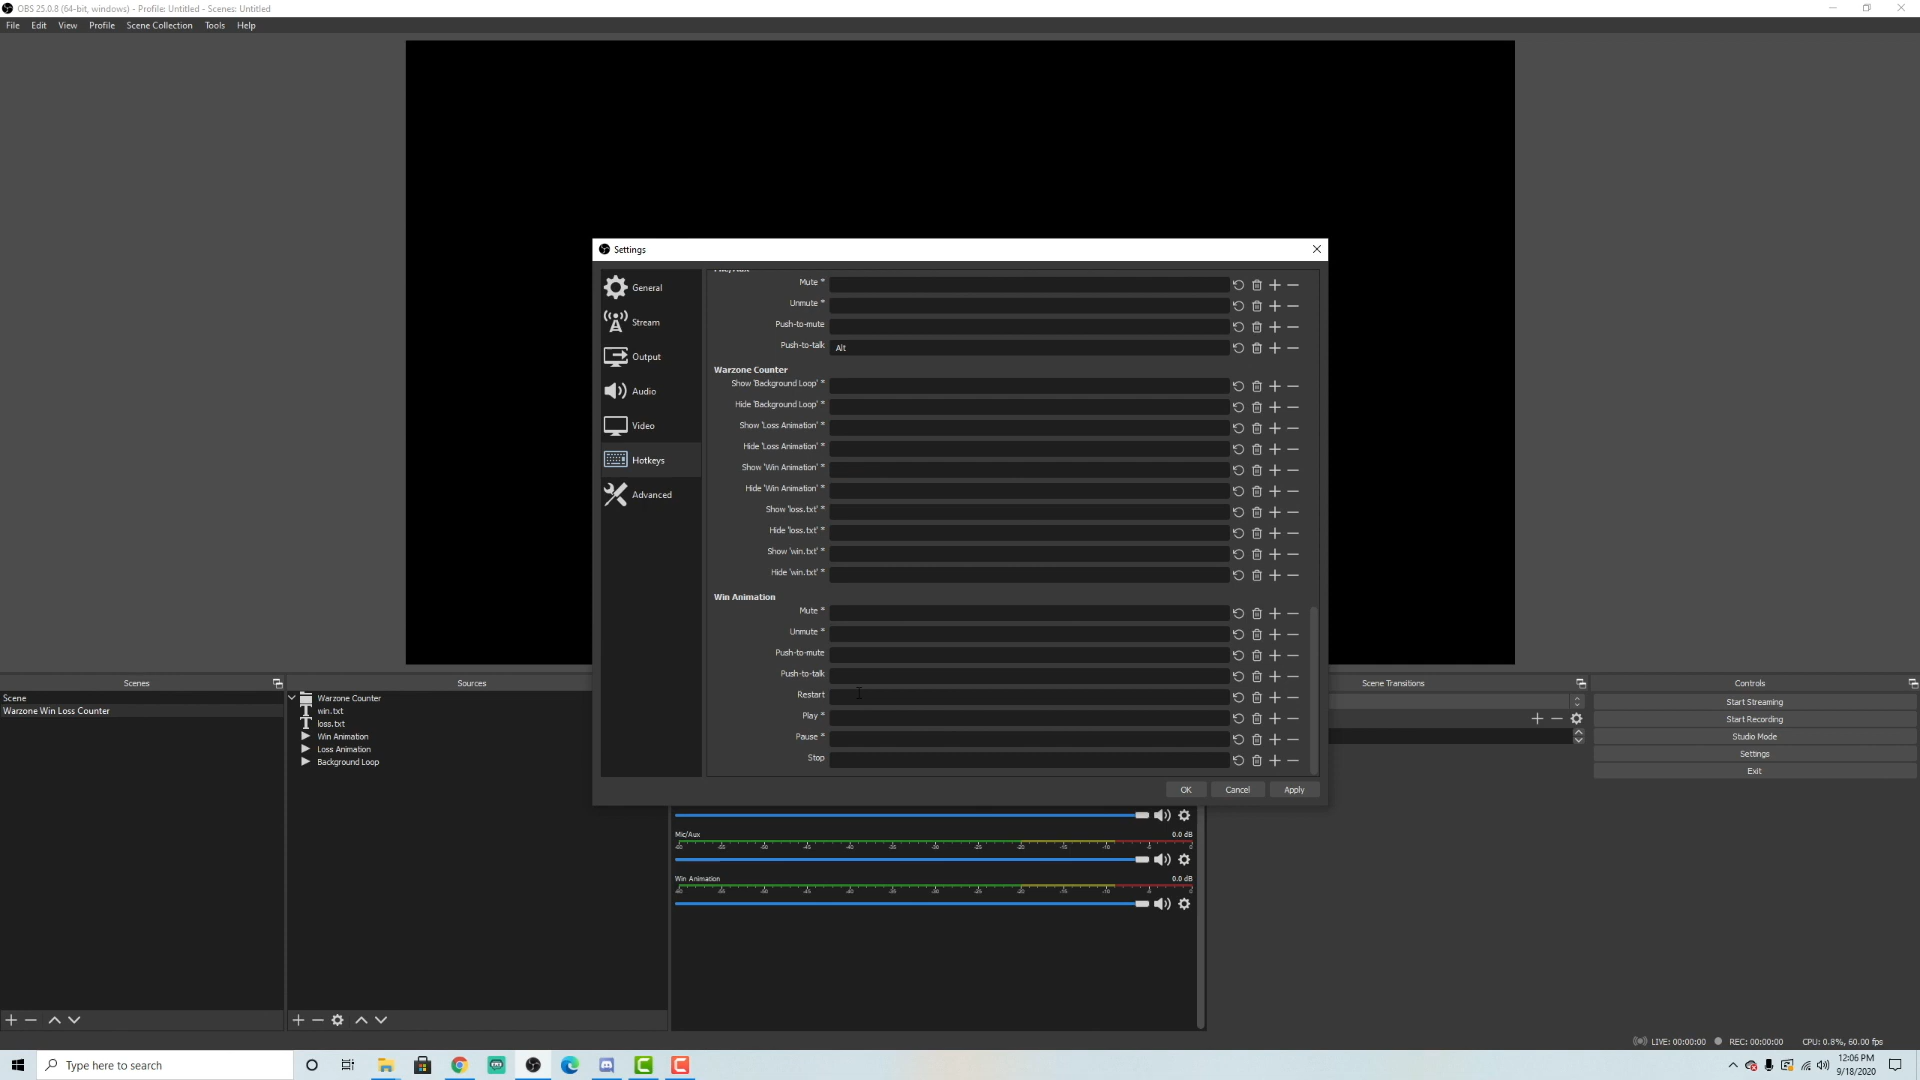 OBS 25.0.8 (64-bit, windows) - Profile: Untitled - Scenes: Untitled
File Edit View Profile Scene Collection Tools Help
Settings
General
Stream
Output
Audio
Video
Hotkeys
Advanced
Mute *
Unmute *
Push-to-mute
Push-to-talk Alt
Warzone Counter
Show 'Background Loop' *
Hide 'Background Loop' *
Show 'Loss Animation' *
Hide 'Loss Animation' *
Show 'Win Animation' *
Hide 'Win Animation' *
Show 'loss.txt' *
Hide 'loss.txt' *
Show 'win.txt' *
Hide 'win.txt' *
Win Animation
Mute *
Unmute *
Push-to-mute
Push-to-talk
Restart
Play *
Pause *
Stop
OK Cancel Apply
Scenes
Scene
Warzone Win Loss Counter
Sources
Warzone Counter
win.txt
loss.txt
Win Animation
Loss Animation
Background Loop
Mic/Aux 0.0 dB
Win Animation 0.0 dB
Scene Transitions
Controls
Start Streaming
Start Recording
Studio Mode
Settings
Exit
LIVE: 00:00:00 REC: 00:00:00 CPU: 0.8%, 60.00 fps
Type here to search
12:06 PM
9/18/2020